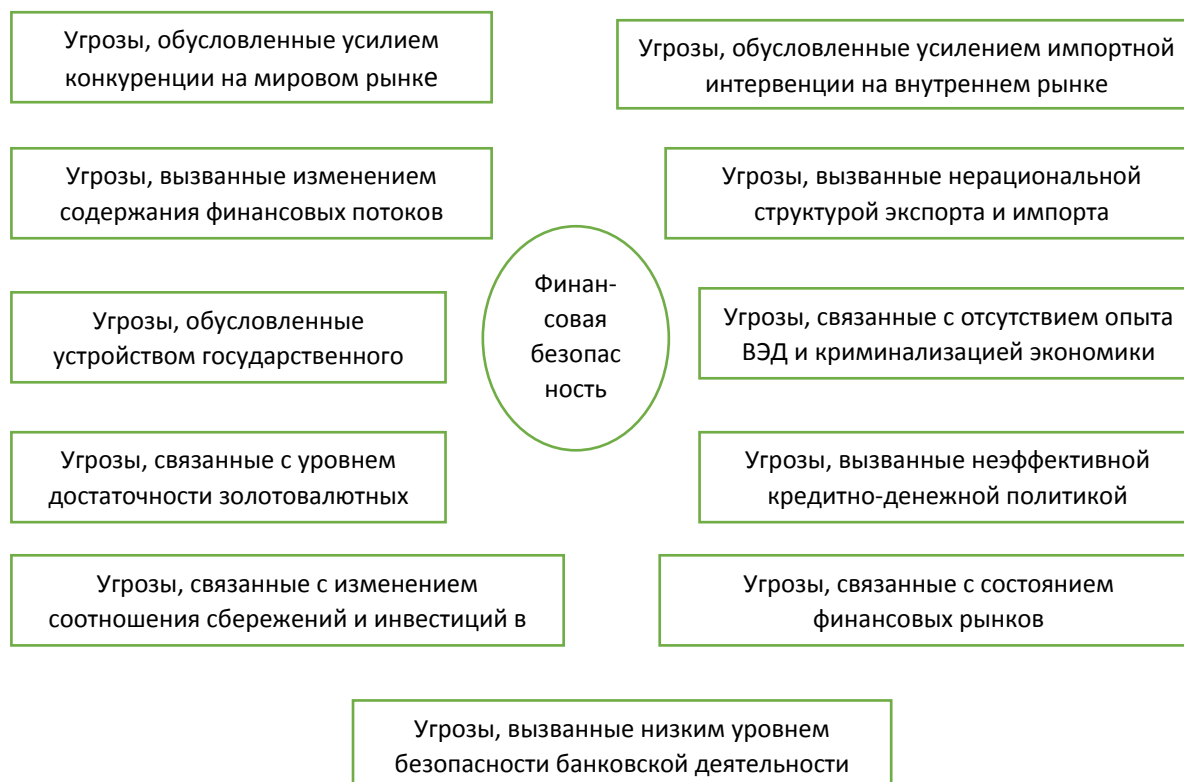 Угрозы, обусловленные усилием
конкуренции на мировом рынке
Угрозы, обусловленные усилением импортной
интервенции на внутреннем рынке
Угрозы, вызванные изменением
содержания финансовых потоков
Угрозы, вызванные нерациональной
структурой экспорта и импорта
Финан-
совая
безопас
ность
Угрозы, обусловленные
устройством государственного
Угрозы, связанные с отсутствием опыта
ВЭД и криминализацией экономики
Угрозы, связанные с уровнем
достаточности золотовалютных
Угрозы, вызванные неэффективной
кредитно-денежной политикой
Угрозы, связанные с изменением
соотношения сбережений и инвестиций в
Угрозы, связанные с состоянием
финансовых рынков
Угрозы, вызванные низким уровнем
безопасности банковской деятельности